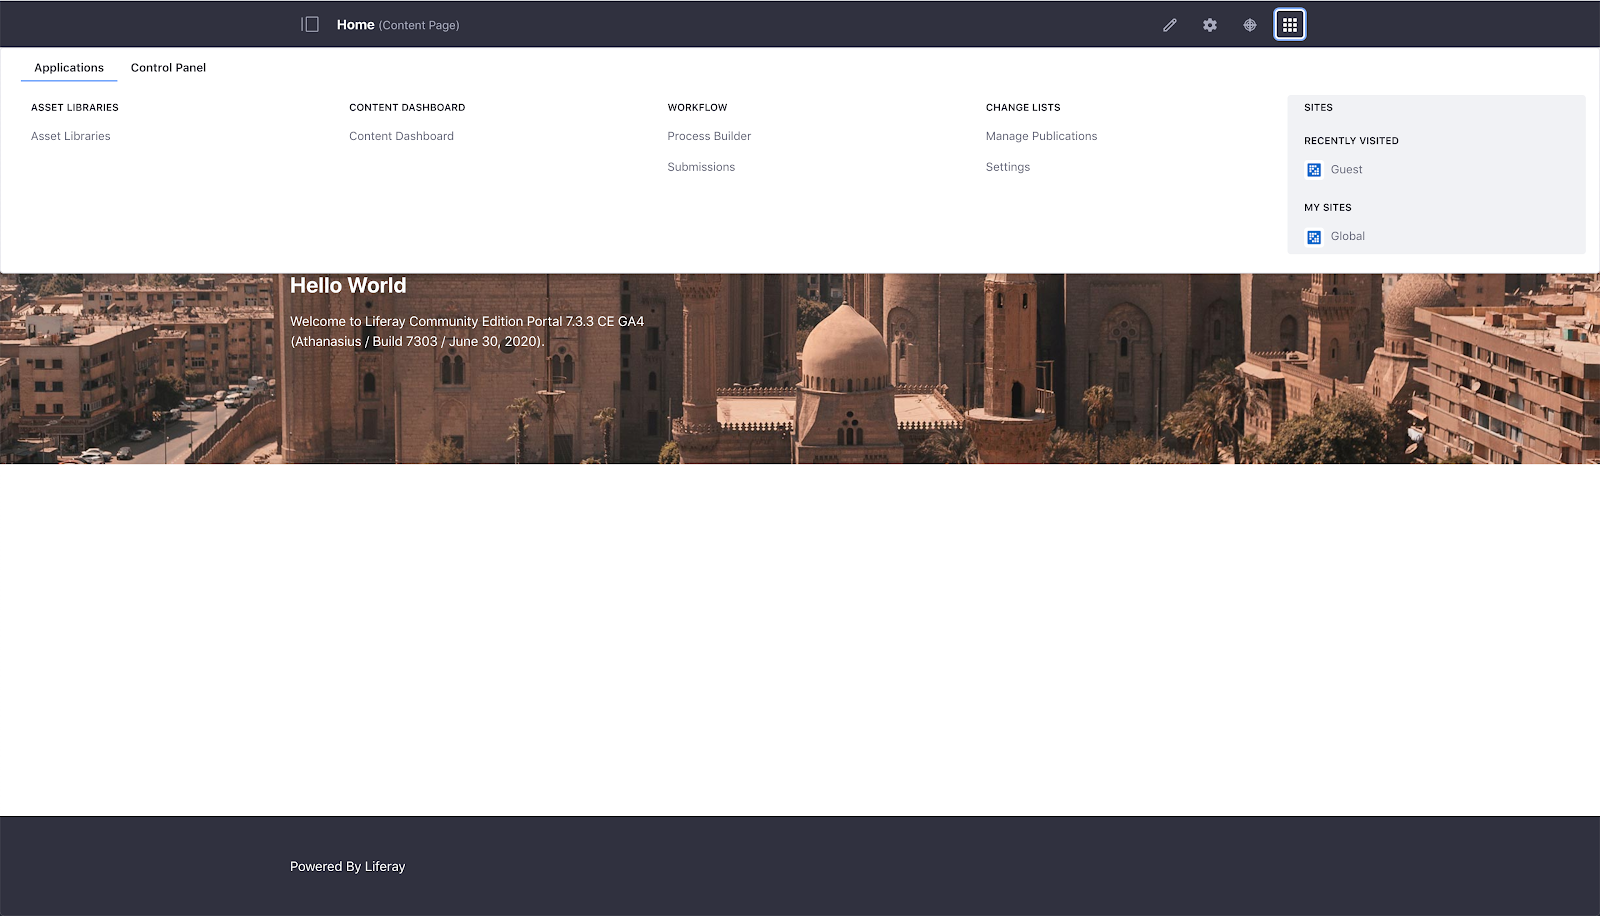 Home (Content Page)
Applications
Control Panel
ASSET LIBRARIES
Asset Libraries
CONTENT DASHBOARD
Content Dashboard
WORKFLOW
Process Builder
Submissions
CHANGE LISTS
Manage Publications
Settings
SITES
RECENTLY VISITED
Guest
MY SITES
Global
Hello World
Welcome to Liferay Community Edition Portal 7.3.3 CE GA4
(Athanasius / Build 7303 / June 30, 2020).
Powered By Liferay